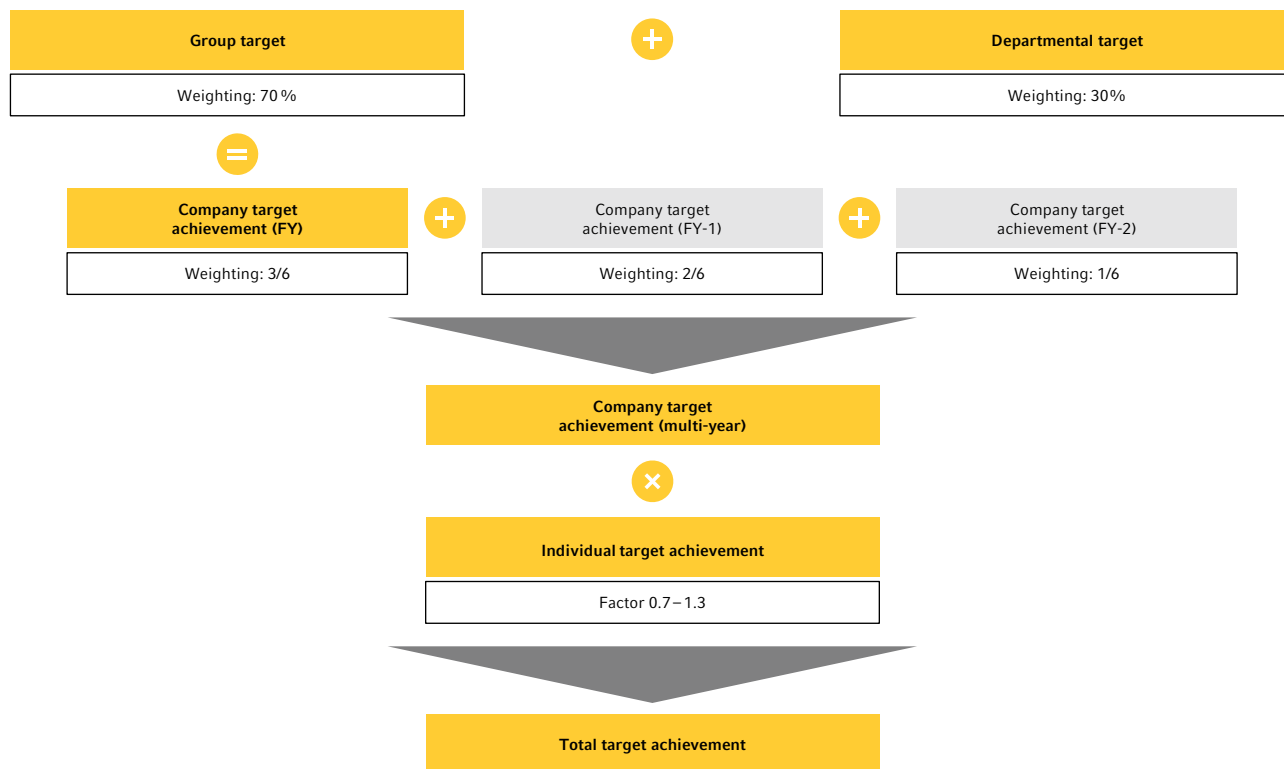 Group target
+
Departmental target
Weighting: 70 %
Weighting: 30%
=
Company target
achievement (FY)
+
Company target
achievement (FY-1)
+
Company target
achievement (FY-2)
Weighting: 3/6
Weighting: 2/6
Weighting: 1/6
Company target
achievement (multi-year)
×
Individual target achievement
Factor 0.7 – 1.3
Total target achievement